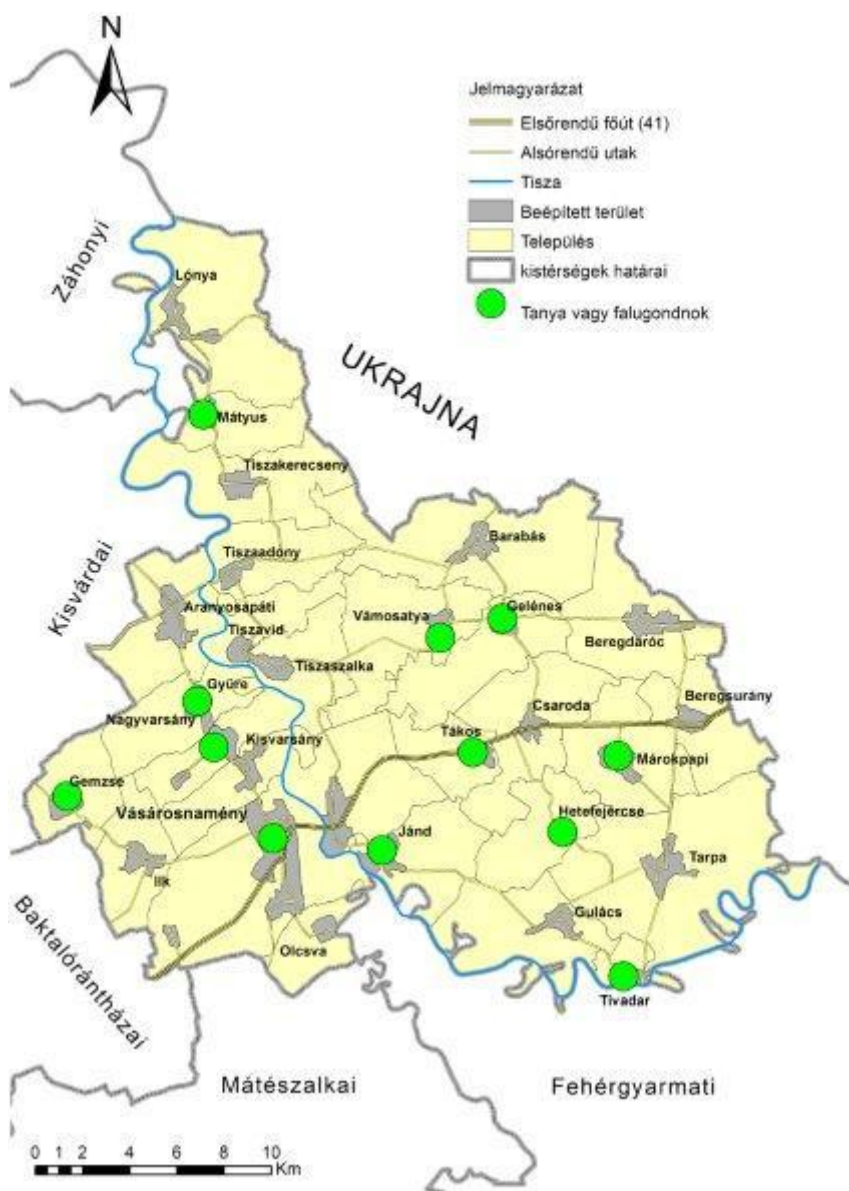 N
Jelmagyarázat
Elsőrendű főút (41)
Alsórendű utak
Tisza
Beépített terület
Település
kistérségek határai
Tanya vagy falugondnok
Záhonyi
Lónya
UKRAJNA
Mátyus
Tiszakerecseny
Kisvárdai
Barabás
Tiszaadony
Aranyosapáti
Vámosatya
Gelénes
Tiszavid
Beregdaróc
Tiszaszalka
Gyüre
Nagyvarsány
Csaroda
Beregsurány
Kisvarsány
Tákos
Márokpapi
Gemzse
Vásárosnamény
Hetefejércse
Jánd
Ilk
Tarpa
Gulács
Baktalórántházai
Olcsva
Tivadar
Mátészalkai
Fehérgyarmati
0 1 2 4 6 8 10
Km